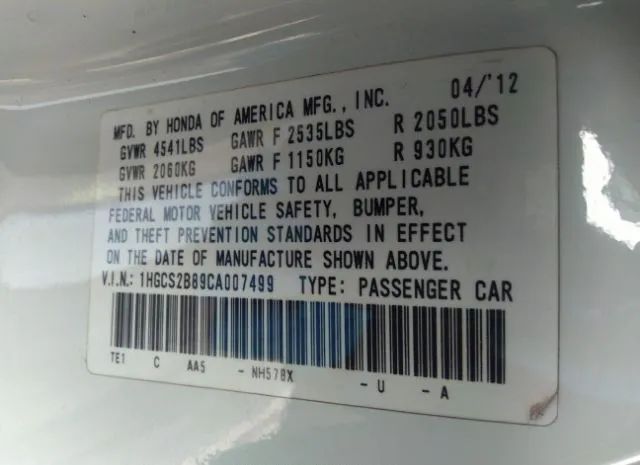 MFD. BY HONDA OF AMERICA MFG., INC. 04/'12
GVWR 4541LBS GAWR F 2535LBS R 2050LBS
GVWR 2060KG GAWR F 1150KG R 930KG
THIS VEHICLE CONFORMS TO ALL APPLICABLE
FEDERAL MOTOR VEHICLE SAFETY, BUMPER,
AND THEFT PREVENTION STANDARDS IN EFFECT
ON THE DATE OF MANUFACTURE SHOWN ABOVE.
V.I.N.: 1HGCS2B89CA007499 TYPE: PASSENGER CAR
TE1 C AA5 - NH578X - U - A